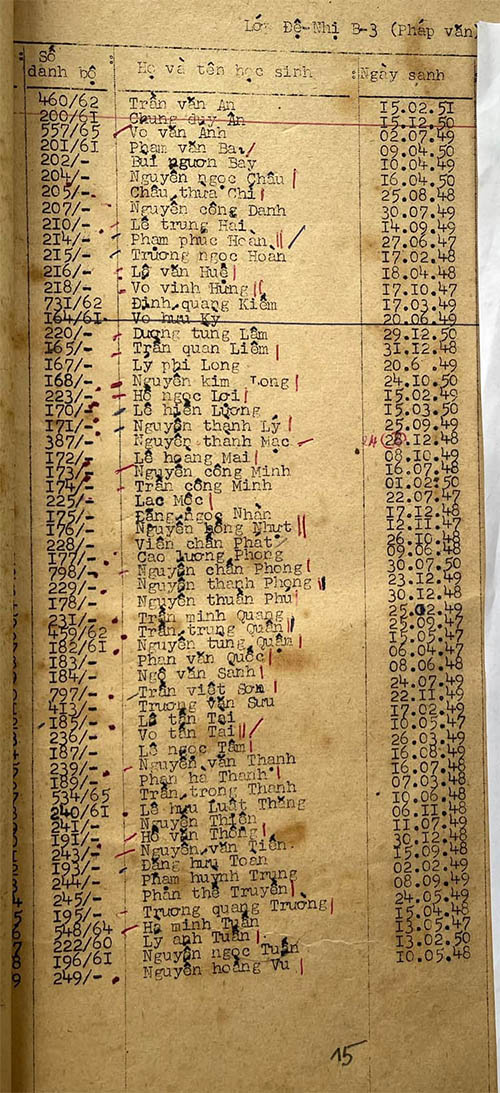 Lớp Đệ-Nhị B-3 (Pháp văn)
Số danh bộ Họ và tên học sinh Ngày sanh
460/62 Trần văn An 15.02.51
200/61 Chung duy Ân 15.12.50
557/65 Vo văn Anh 02.07.49
201/61 Phạm văn Ba 09.04.50
202/- Bùi ngươn Bay 10.04.49
204/- Nguyễn ngọc Châu 16.04.50
205/- Châu thừa Chí 25.08.48
207/- Nguyễn công Danh 30.07.49
210/- Lê trung Hai 14.09.49
214/- Phạm phúc Hoàn 27.06.47
215/- Trương ngọc Hoàn 17.02.48
216/- Lê văn Huê 18.04.48
218/- Vo vinh Hưng 17.10.47
731/62 Đinh quang Kiếm 17.03.49
164/61 Vo hưu Ky 20.06.49
220/- Dương tùng Lâm 29.12.50
165/- Trần quan Liêm 31.12.48
167/- Ly phi Long 20.6 .49
168/- Nguyễn kim Long 24.10.50
223/- Hồ ngọc Lợi 15.02.49
170/- Lê hiền Lương 15.03.50
171/- Nguyễn thành Lý 25.09.49
387/- Nguyễn thành Mạc (28).12.48
172/- Lê hoàng Mai 08.10.49
173/- Nguyễn công Minh 16.07.48
174/- Trần công Minh 01.02.50
225/- Lac Mộc 22.07.47
175/- Đặng ngọc Nhàn 17.12.48
176/- Nguyễn hồng Nhựt 12.11.47
228/- Viên chấn Phát 26.10.48
177/- Cao lương Phong 09.06.48
798/- Nguyễn chấn Phong 30.07.50
229/- Nguyễn thanh Phong 23.12.49
178/- Nguyễn thuần Phú 30.12.48
231/- Trần minh Quang 25.02.49
459/62 Trần trung Quân 25.09.47
182/61 Nguyễn tùng Quâm 15.05.47
183/- Phan văn Quốc 06.04.47
184/- Ngô văn Sanh 08.06.48
797/- Trần viết Sơn 24.07.49
413/- Trương văn Sưu 22.11.49
185/- Lê tấn Tại 17.02.49
236/- Vo tấn Tai 10.05.47
187/- Lê ngọc Tâm 26.03.49
239/- Nguyễn văn Thanh 16.08.49
189/- Phan hà Thanh 16.07.48
534/65 Trần trọng Thanh 07.03.48
240/61 Lê hưu Luật Thăng 10.06.48
241/- Nguyễn Thiện 06.11.48
191/- Hồ văn Thông 11.07.49
243/- Nguyễn văn Tiến 30.12.48
193/- Đặng hưu Toàn 15.09.48
244/- Phạm huỳnh Trung 02.02.49
245/- Phan thế Truyền 08.09.49
195/- Trương quang Trường 24.05.49
548/64 Hà minh Tuấn 15.04.48
222/60 Lý anh Tuấn 13.05.47
196/61 Nguyễn ngọc Tuấn 13.02.50
249/- Nguyễn hoàng Vu 10.05.48
15